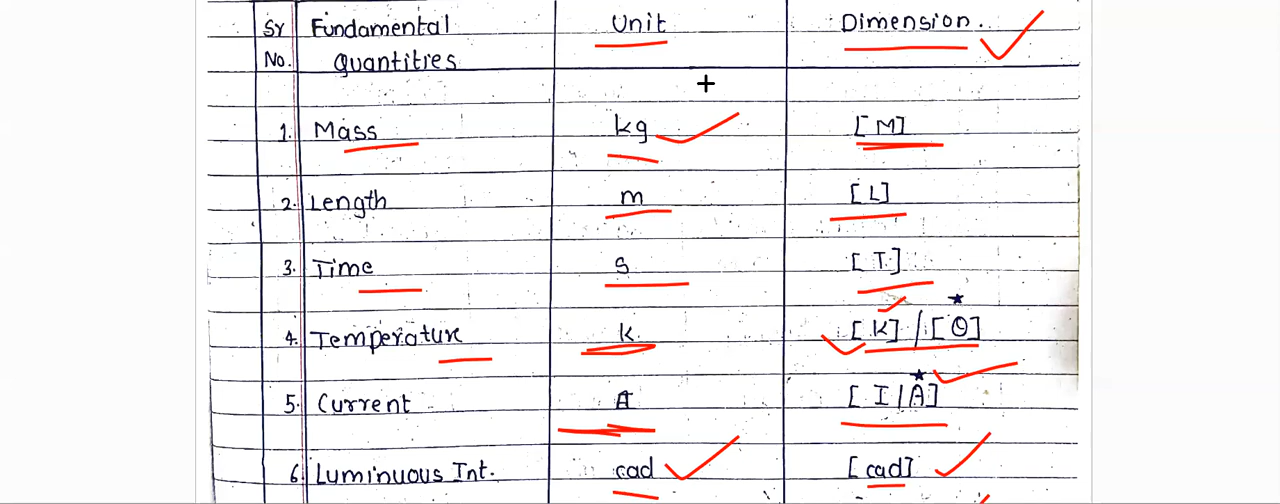 Sr Fundamental Unit Dimension.
No. Quantities
1. Mass kg [M]
2. Length m [L]
3. Time s [T]
4. Temperature K [K] / [θ]
5. Current A [I/A]
6. Luminuous Int. cad [cad]